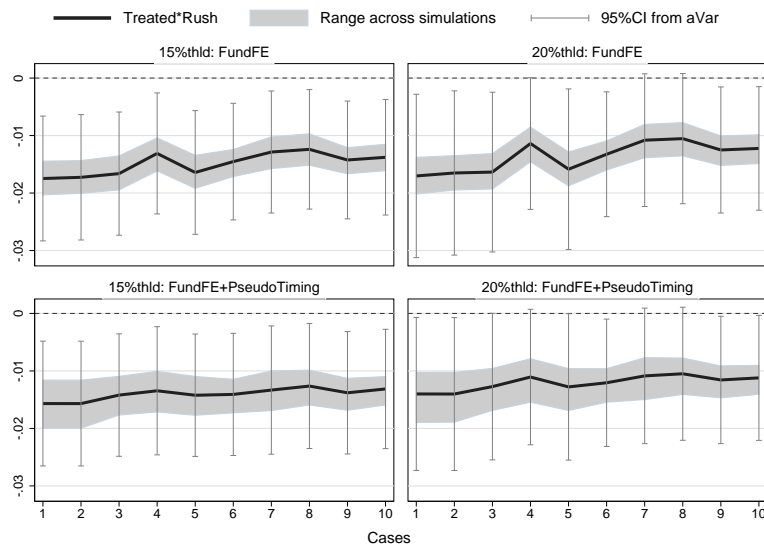 Treated*Rush Range across simulations 95%CI from aVar
15%thld: FundFE 20%thld: FundFE
0
-.01
-.02
-.03
15%thld: FundFE+PseudoTiming 20%thld: FundFE+PseudoTiming
0
-.01
-.02
-.03
1 2 3 4 5 6 7 8 9 10 1 2 3 4 5 6 7 8 9 10
Cases